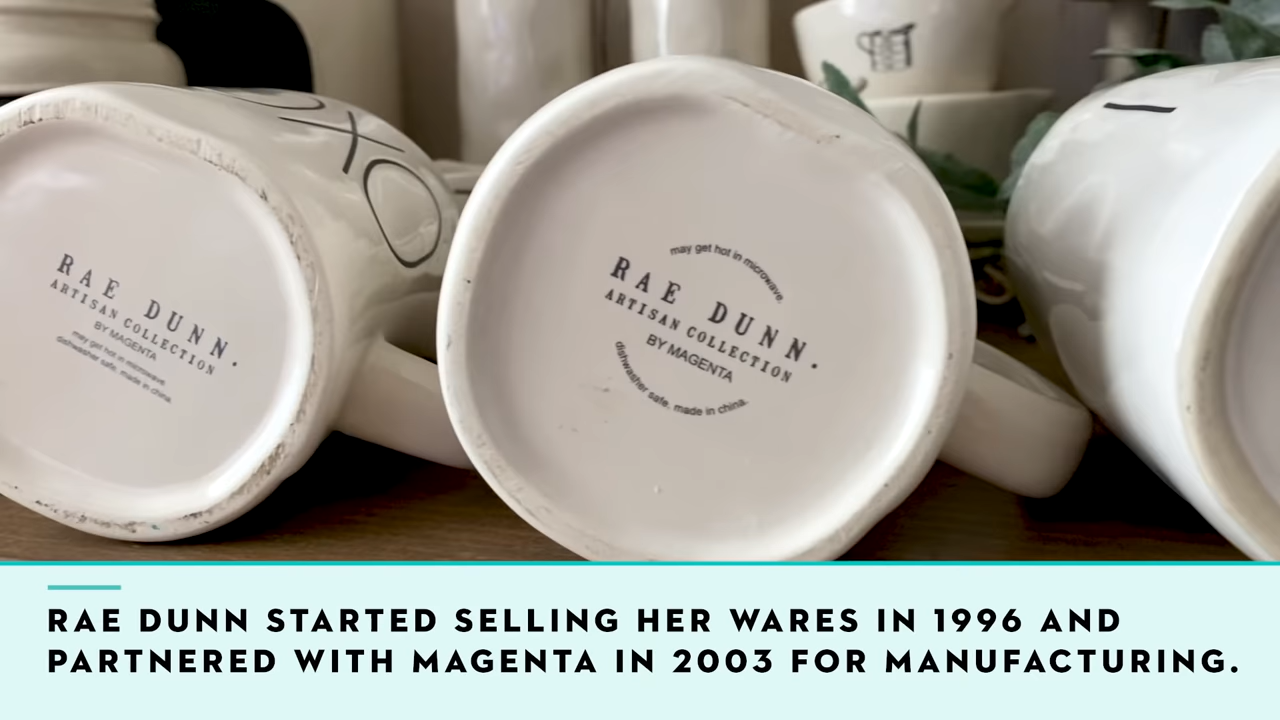 XO
RAE DUNN.
ARTISAN COLLECTION
BY MAGENTA
may get hot in microwave.
dishwasher safe. made in china.
may get hot in microwave.
RAE DUNN.
ARTISAN COLLECTION
BY MAGENTA
dishwasher safe. made in china.
RAE DUNN STARTED SELLING HER WARES IN 1996 AND
PARTNERED WITH MAGENTA IN 2003 FOR MANUFACTURING.